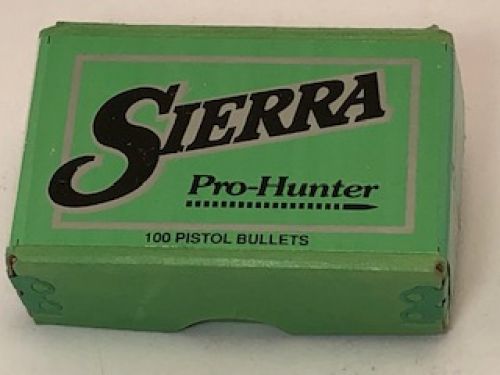 SIERRA
Pro-Hunter
100 PISTOL BULLETS